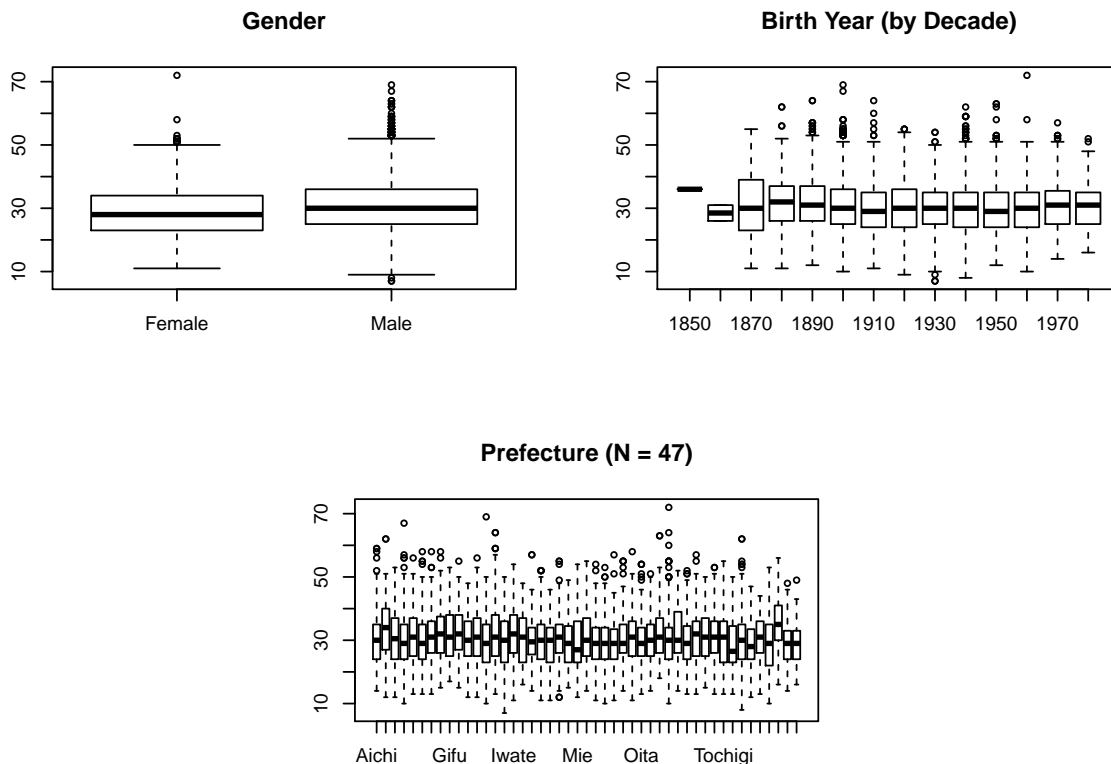 Gender
70
50
30
10
Female Male
Birth Year (by Decade)
70
50
30
10
1850 1870 1890 1910 1930 1950 1970
Prefecture (N = 47)
70
50
30
10
Aichi Gifu Iwate Mie Oita Tochigi